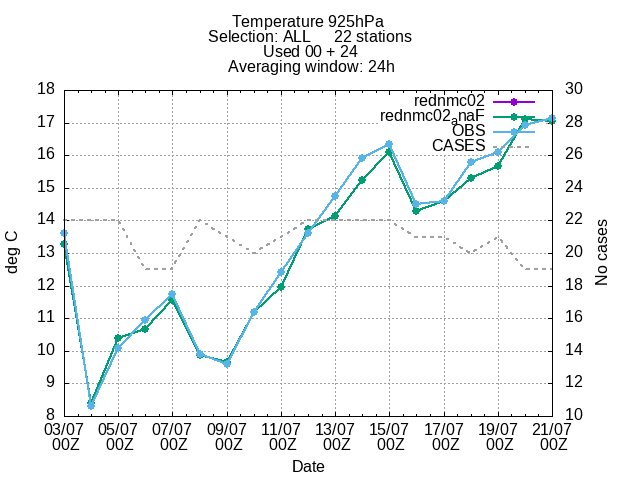 Temperature 925hPa
Selection: ALL 22 stations
Used 00 + 24
Averaging window: 24h
18 30
17 28
16 26
15 24
14 22
13 20
12 18
11 16
10 14
9 12
8 10
rednmc02
rednmc02anaF
OBS
CASES
deg C
No cases
03/07 05/07 07/07 09/07 11/07 13/07 15/07 17/07 19/07 21/07
00Z 00Z 00Z 00Z 00Z 00Z 00Z 00Z 00Z 00Z
Date